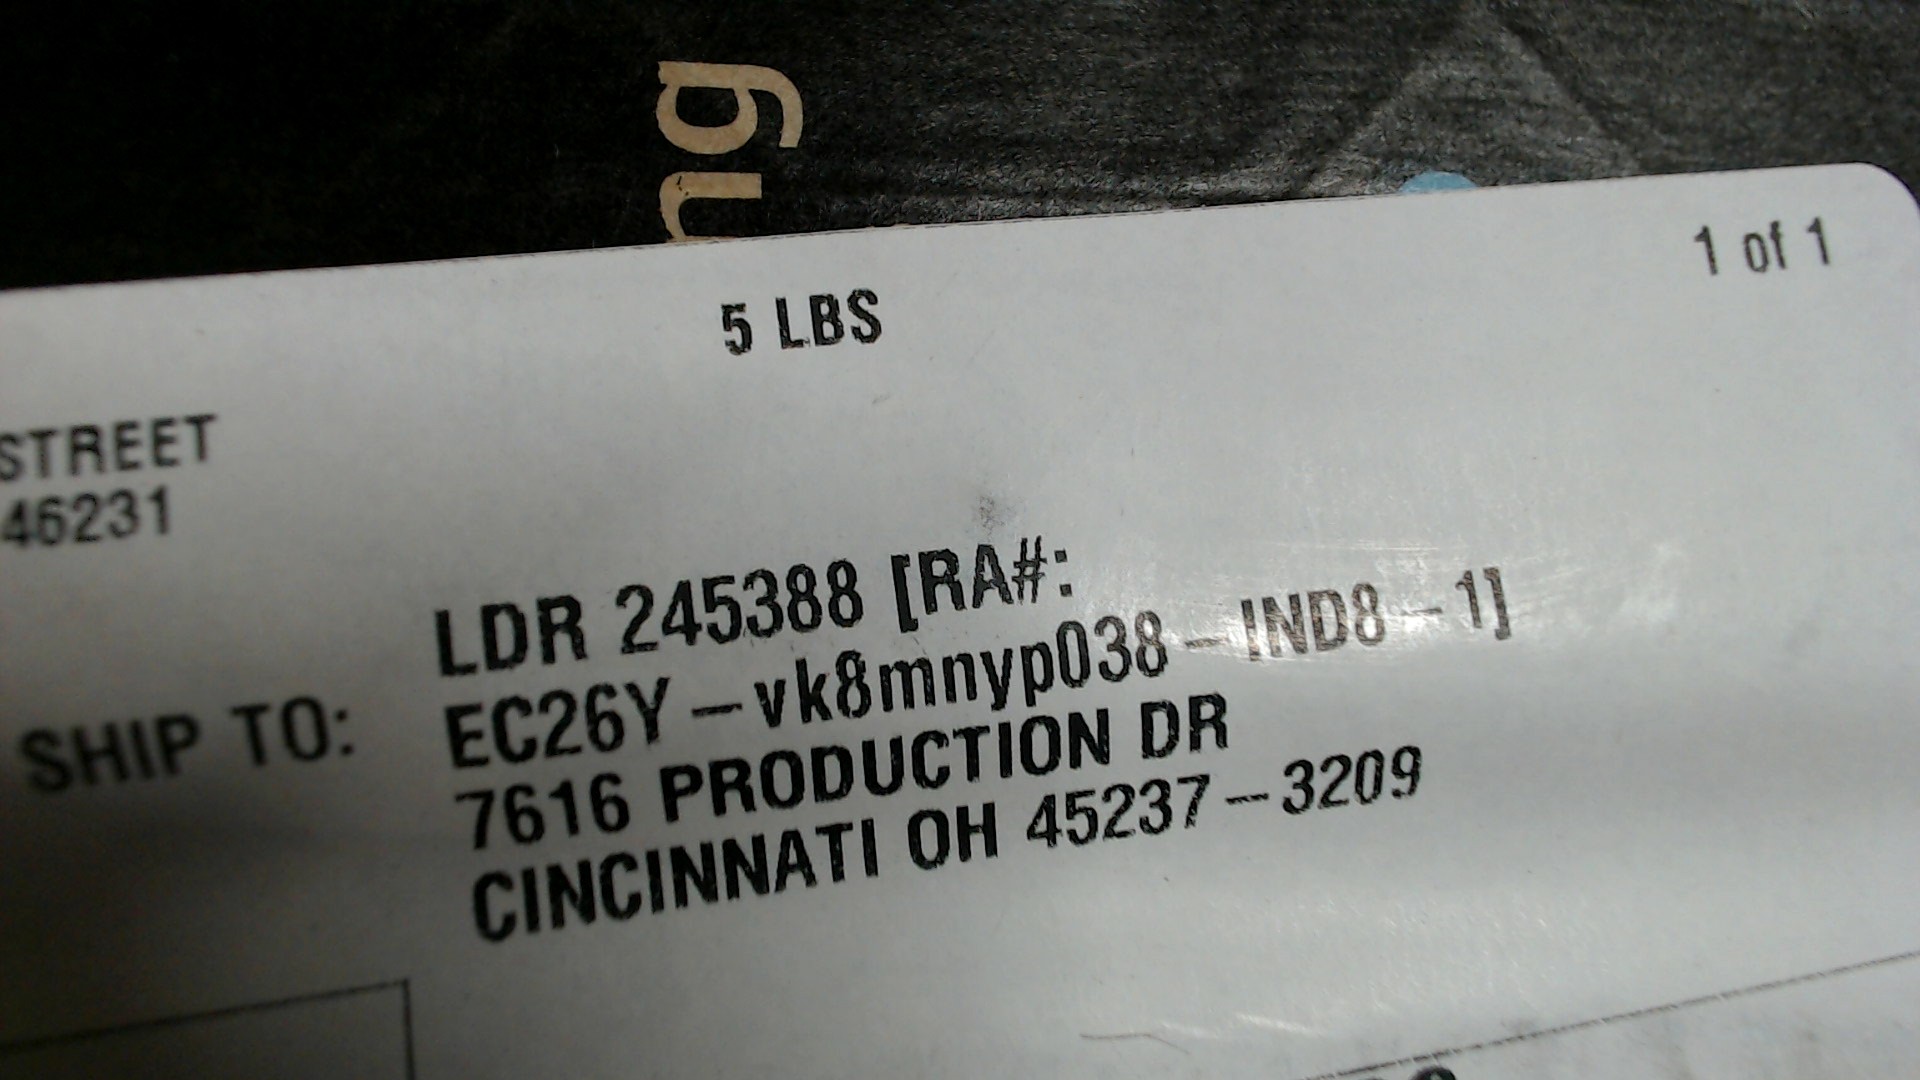 ng
1 of 1
5 LBS
STREET
46231
LDR 245388 [RA#:
SHIP TO: EC26Y-vk8mnyp038-IND8-1]
7616 PRODUCTION DR
CINCINNATI OH 45237-3209